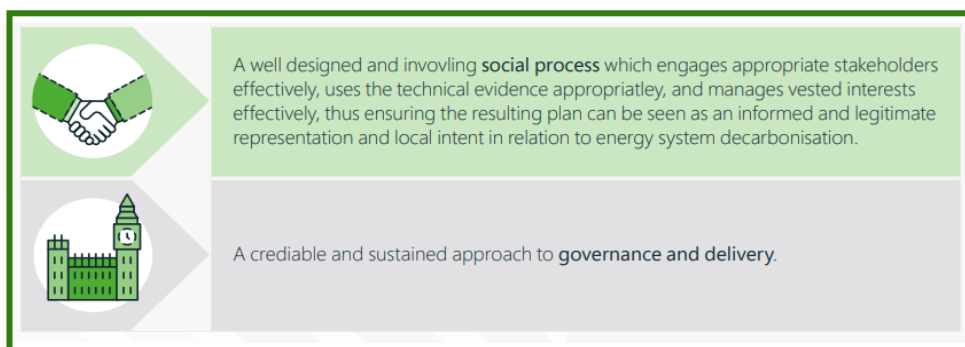 A well designed and invovling social process which engages appropriate stakeholders
effectively, uses the technical evidence appropriatley, and manages vested interests
effectively, thus ensuring the resulting plan can be seen as an informed and legitimate
representation and local intent in relation to energy system decarbonisation.
A crediable and sustained approach to governance and delivery.